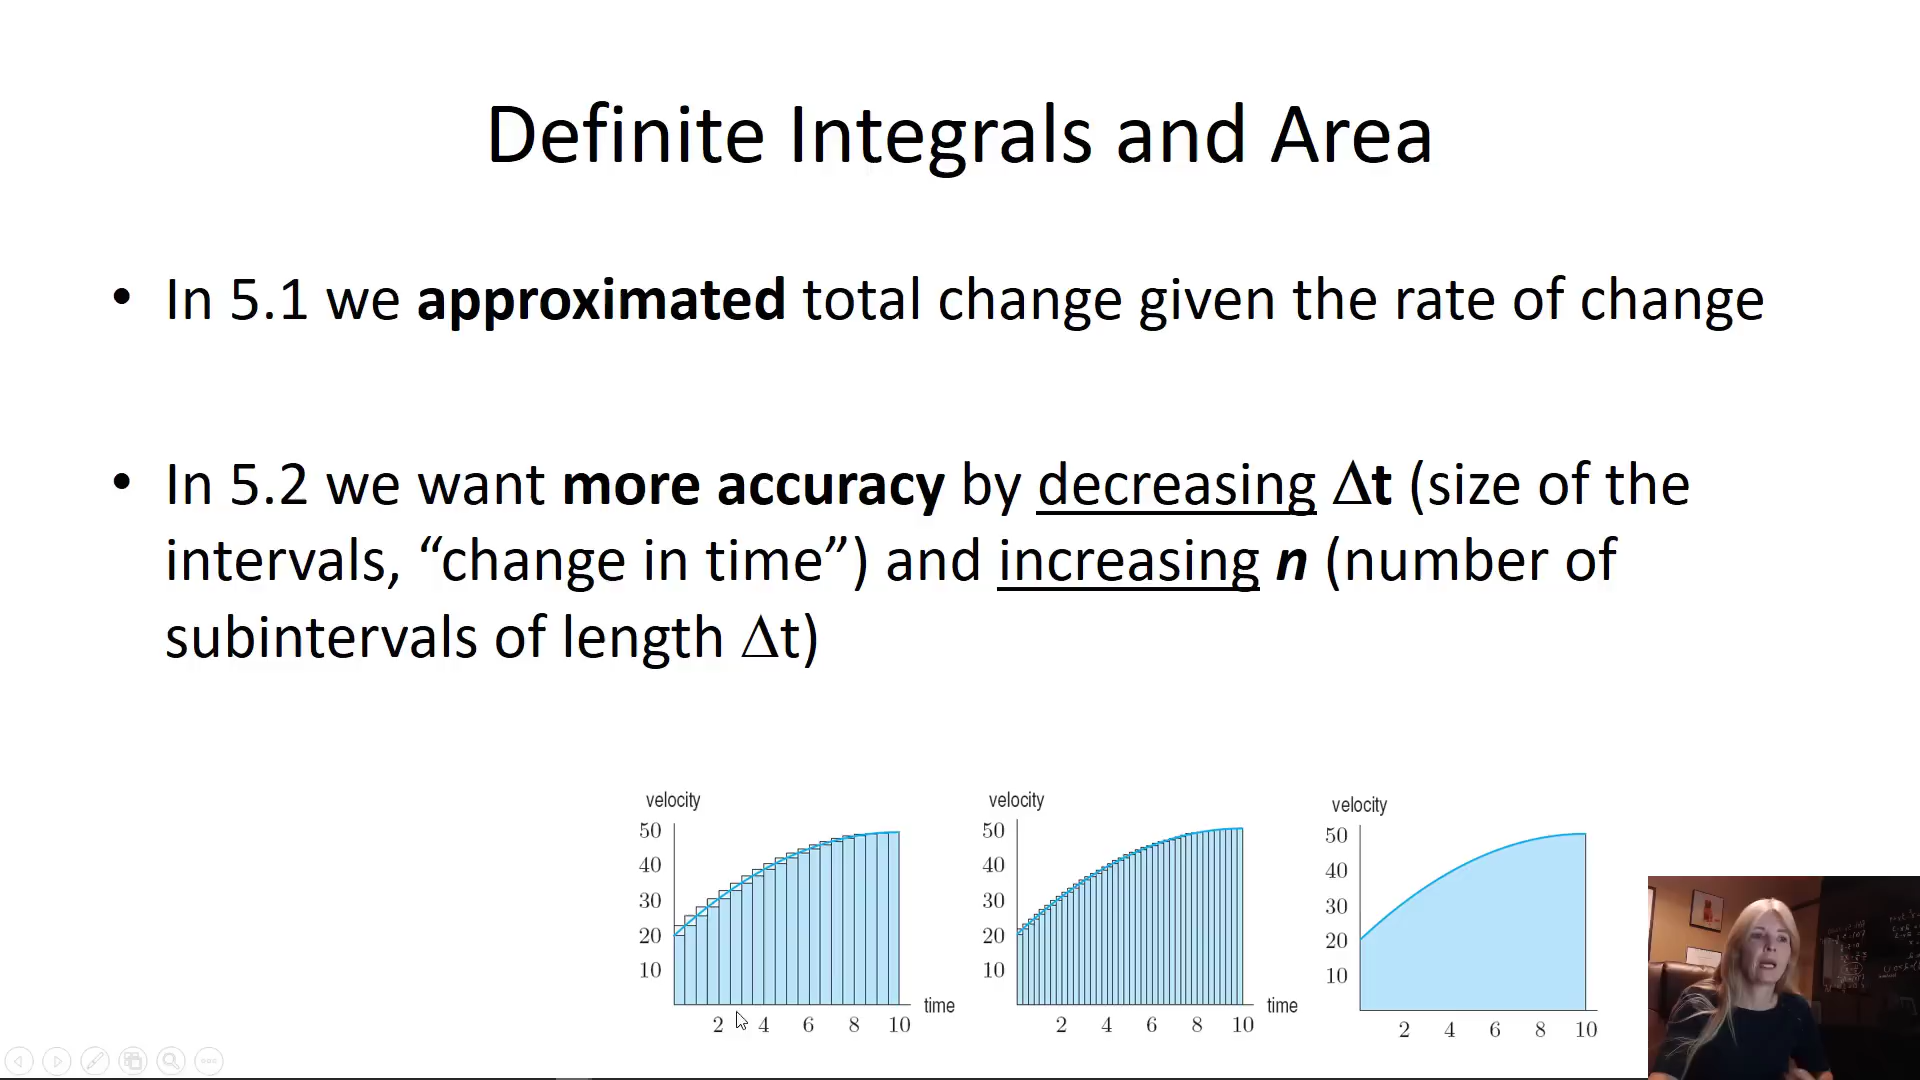 Definite Integrals and Area
• In 5.1 we approximated total change given the rate of change
• In 5.2 we want more accuracy by decreasing Δt (size of the
intervals, “change in time”) and increasing n (number of
subintervals of length Δt)
velocity
50
40
30
20
10
2 4 6 8 10
time
velocity
50
40
30
20
10
2 4 6 8 10
time
velocity
50
40
30
20
10
2 4 6 8 10